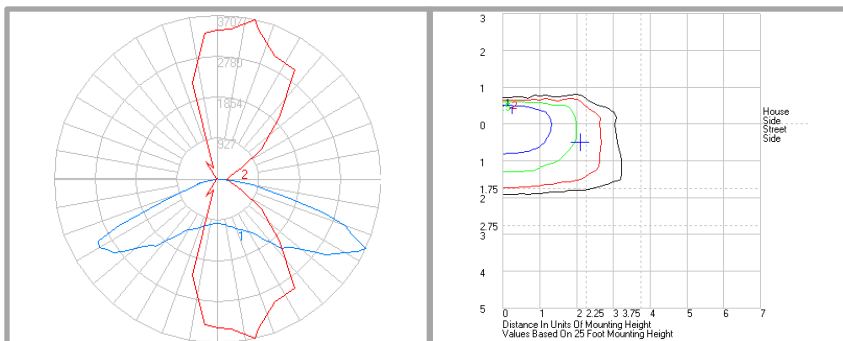 3707
2780
1854
927
2
1
3
2
1
0
1
1.75
2.75
3
4
5
House
Side
Street
Side
0 1 2 2.25 3 3.75 4 5 6 7
Distance In Units Of Mounting Height
Values Based On 25 Foot Mounting Height